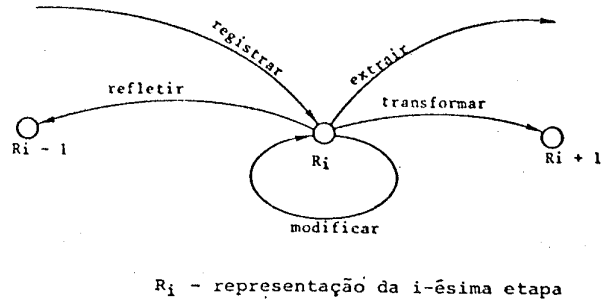 registrar
extrair
refletir
transformar
Ri - 1
Ri
Ri + 1
modificar
Ri - representação da i-ésima etapa